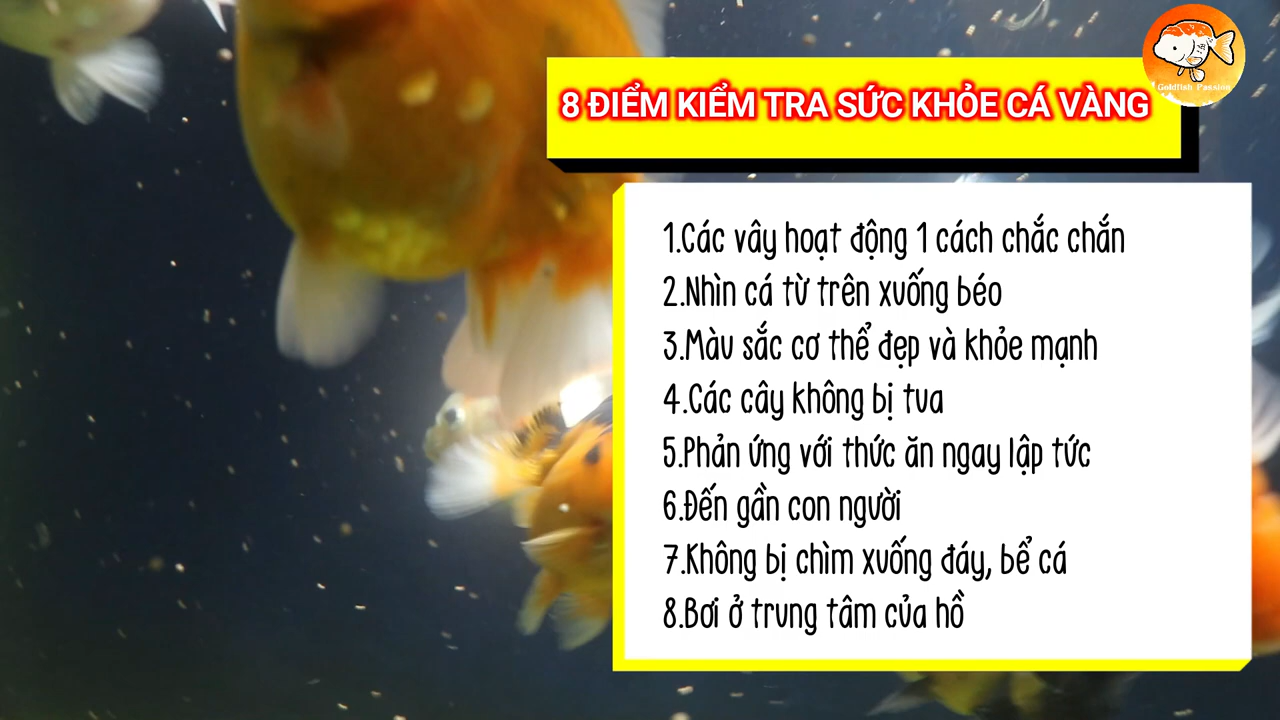 Goldfish Passion
8 ĐIỂM KIỂM TRA SỨC KHỎE CÁ VÀNG
1.Các vây hoạt động 1 cách chắc chắn
2.Nhìn cá từ trên xuống béo
3.Màu sắc cơ thể đẹp và khỏe mạnh
4.Các cây không bị tua
5.Phản ứng với thức ăn ngay lập tức
6.Đến gần con người
7.Không bị chìm xuống đáy, bể cá
8.Bơi ở trung tâm của hồ